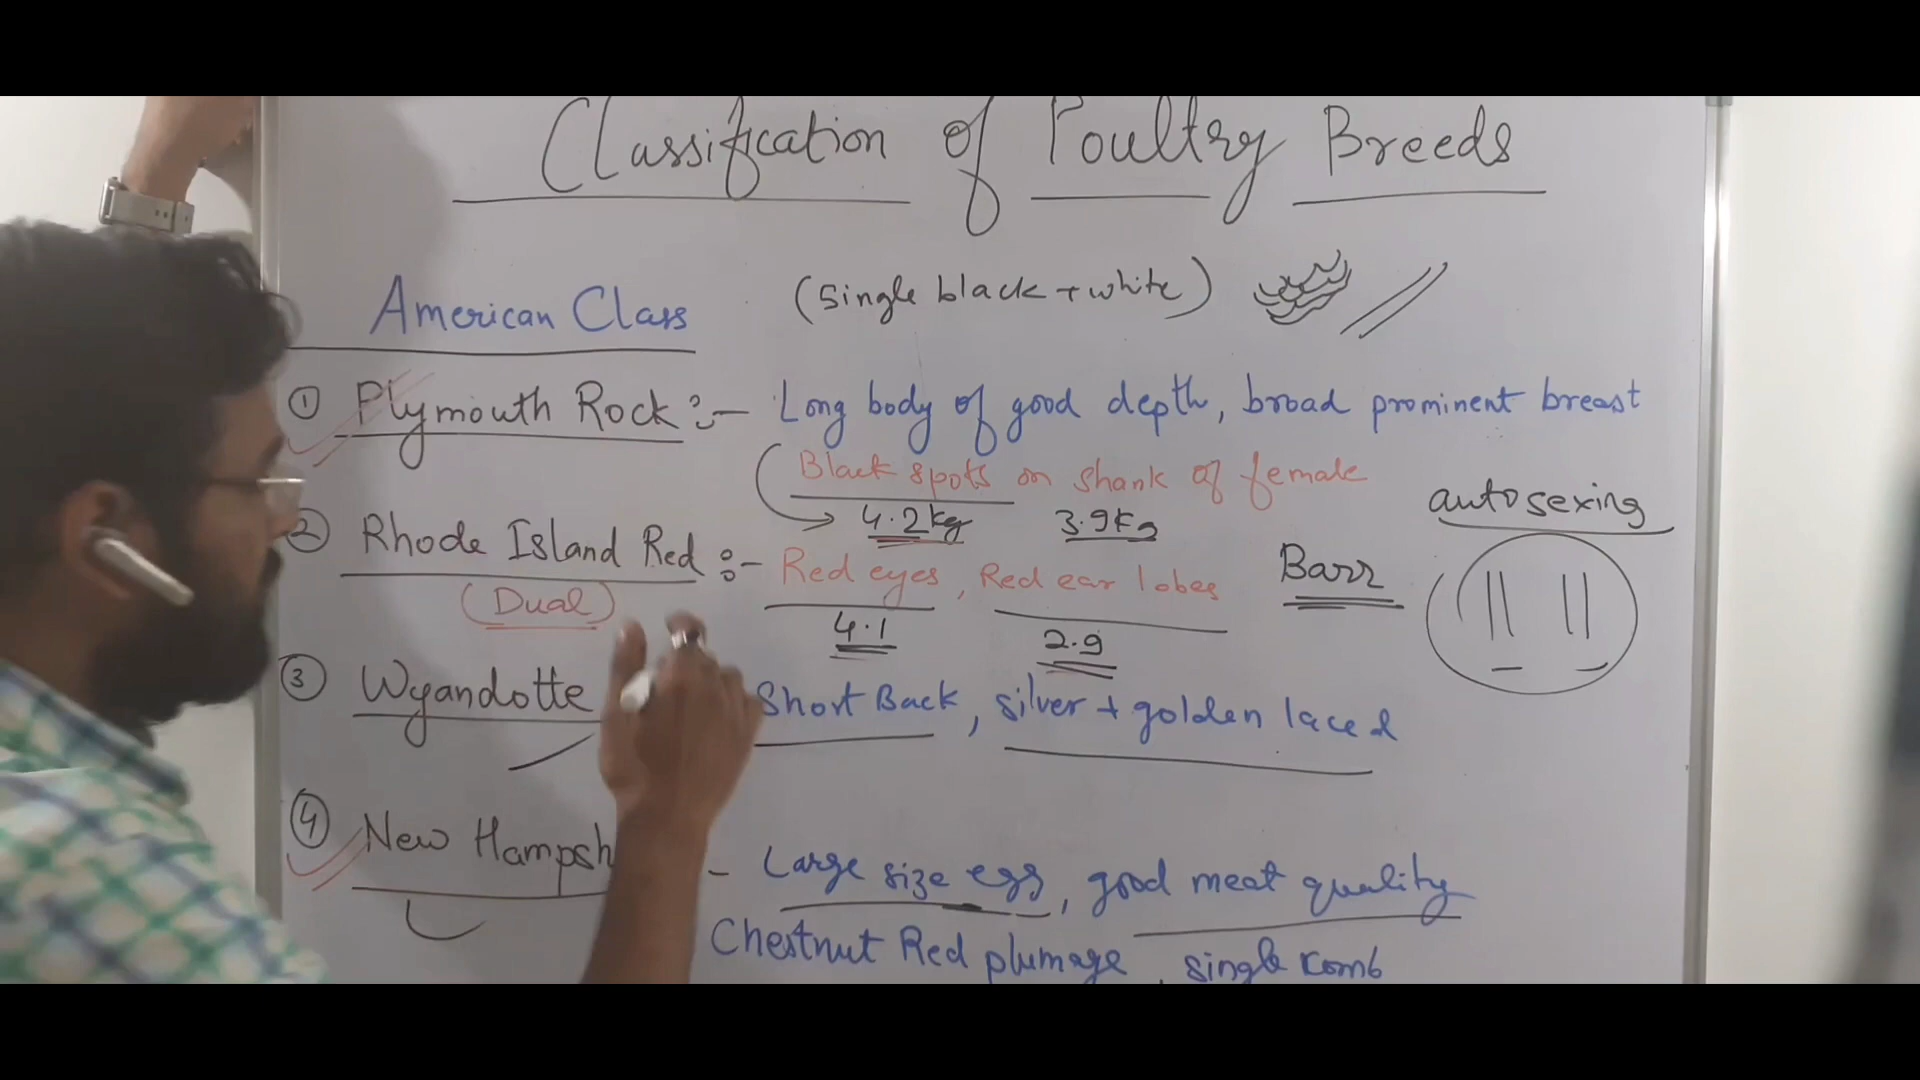 Classification of Poultry Breeds
American Class (single black + white)
① Plymouth Rock :- Long body of good depth, broad prominent breast
Black spots on shank of female
autosexing
4.2kg 3.9Kg
② Rhode Island Red :- Red eyes, Red ear lobes
Barr
(Dual)
4.1 2.9
③ Wyandotte Short Back, silver + golden laced
④ New Hampsh - Large size egg, good meat quality
Chestnut Red plumage, single comb